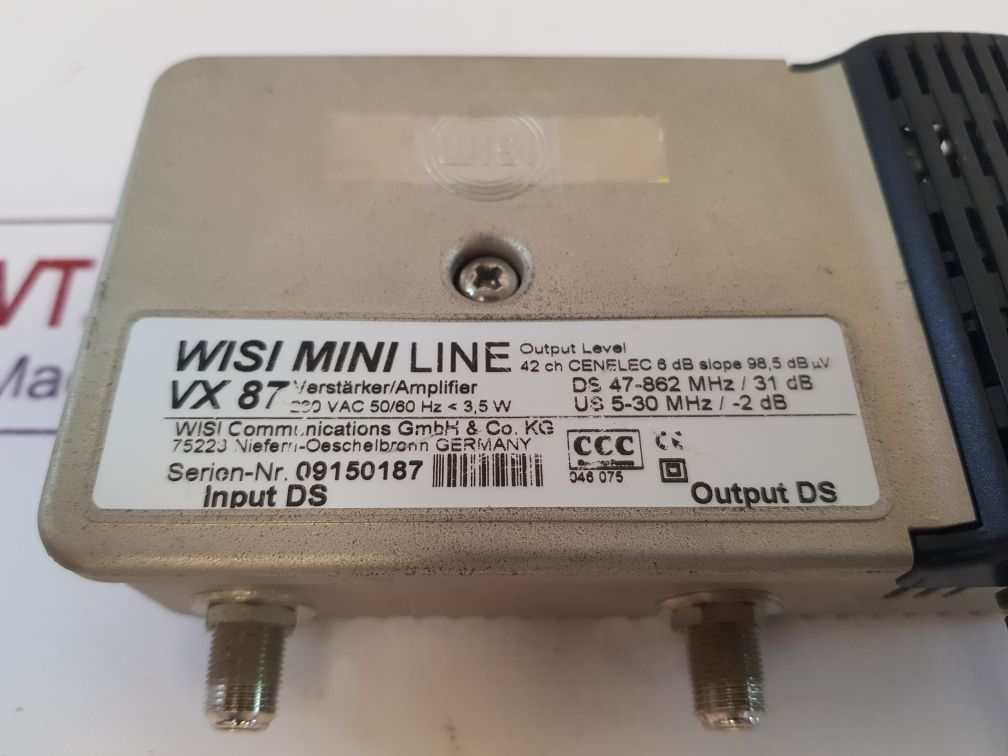 WISI
WISI MINI LINE
Output Level
42 ch CENELEC 6 dB slope 98,5 dBµV
VX 87
Verstärker/Amplifier
DS 47-862 MHz / 31 dB
230 VAC 50/60 Hz < 3,5 W
US 5-30 MHz / -2 dB
WISI Communications GmbH & Co. KG
75223 Niefern-Oeschelbronn GERMANY
Serien-Nr. 09150187
CCC
CE
046 075
Input DS
Output DS
VT
Mac